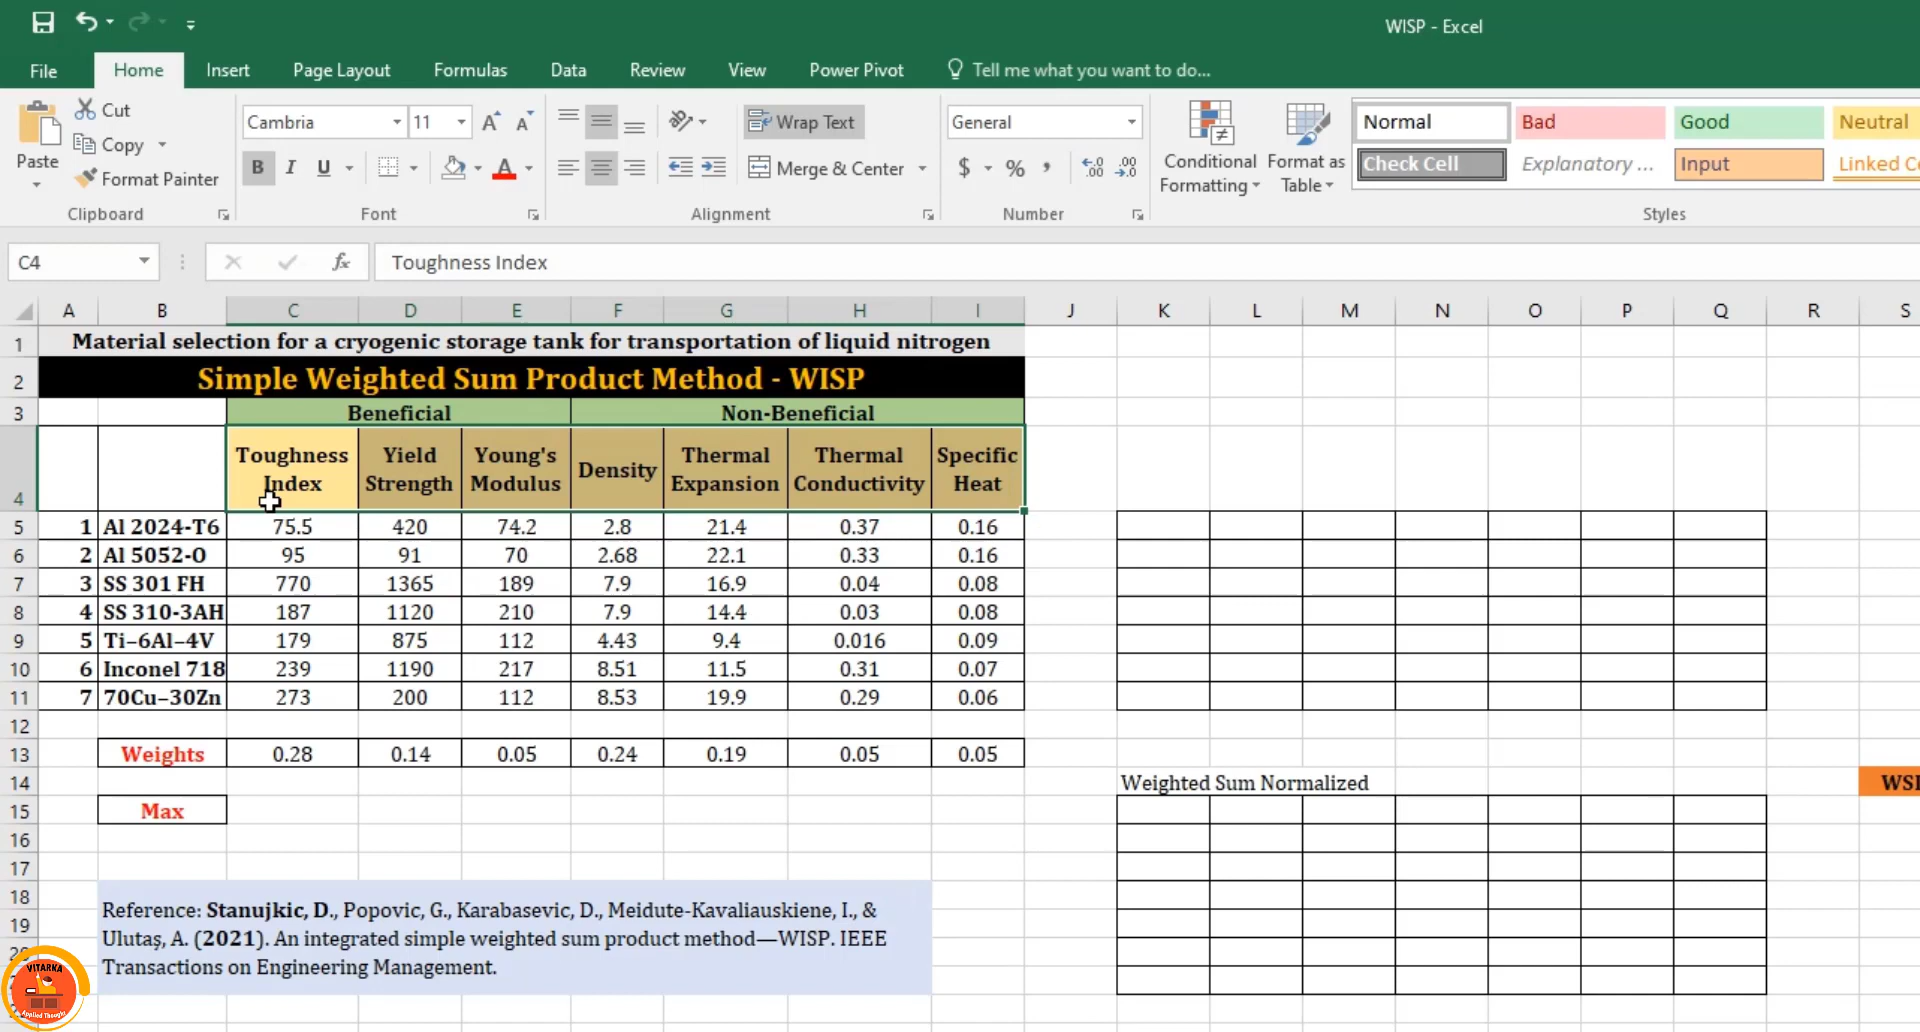 WISP - Excel
File Home Insert Page Layout Formulas Data Review View Power Pivot Tell me what you want to do...
Cut
Cambria 11 Wrap Text General Normal Bad Good Neutral
Copy
Paste
Conditional Format as Check Cell Explanatory ... Input Linked
Format Painter B I U A Merge & Center $ % , Formatting Table
Clipboard Font Alignment Number Styles
C4 fx Toughness Index
A B C D E F G H I J K L M N O P Q R S
1 Material selection for a cryogenic storage tank for transportation of liquid nitrogen
2 Simple Weighted Sum Product Method - WISP
3 Beneficial Non-Beneficial
Toughness Yield Young's Density Thermal Thermal Specific
4 Index Strength Modulus Expansion Conductivity Heat
5 1 Al 2024-T6 75.5 420 74.2 2.8 21.4 0.37 0.16
6 2 Al 5052-O 95 91 70 2.68 22.1 0.33 0.16
7 3 SS 301 FH 770 1365 189 7.9 16.9 0.04 0.08
8 4 SS 310-3AH 187 1120 210 7.9 14.4 0.03 0.08
9 5 Ti–6Al–4V 179 875 112 4.43 9.4 0.016 0.09
10 6 Inconel 718 239 1190 217 8.51 11.5 0.31 0.07
11 7 70Cu–30Zn 273 200 112 8.53 19.9 0.29 0.06
12
13 Weights 0.28 0.14 0.05 0.24 0.19 0.05 0.05
14 Weighted Sum Normalized
15 Max
16
17
18 Reference: Stanujkic, D., Popovic, G., Karabasevic, D., Meidute-Kavaliauskiene, I., &
19 Ulutaş, A. (2021). An integrated simple weighted sum product method—WISP. IEEE
Transactions on Engineering Management.
VITARKA
Applied Thought